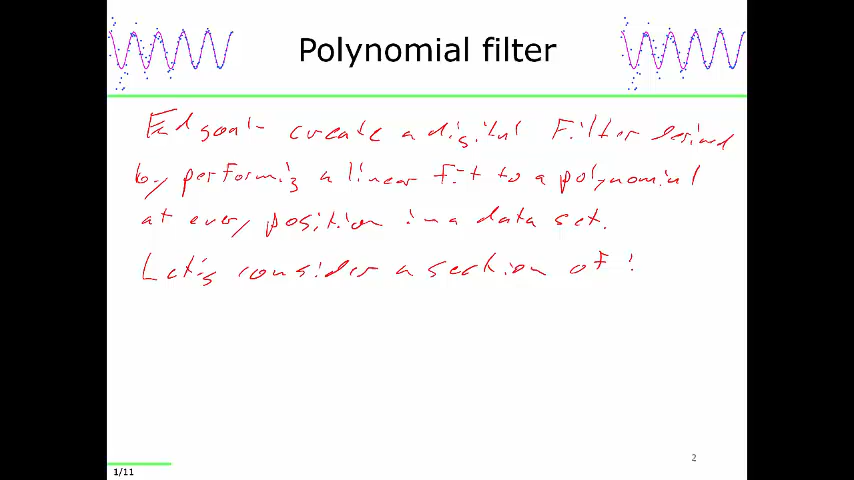 Polynomial filter
End goal - create a digital filter derived
by performing a linear fit to a polynomial
at every position in a data set.
Let's consider a section of i
2
1/11